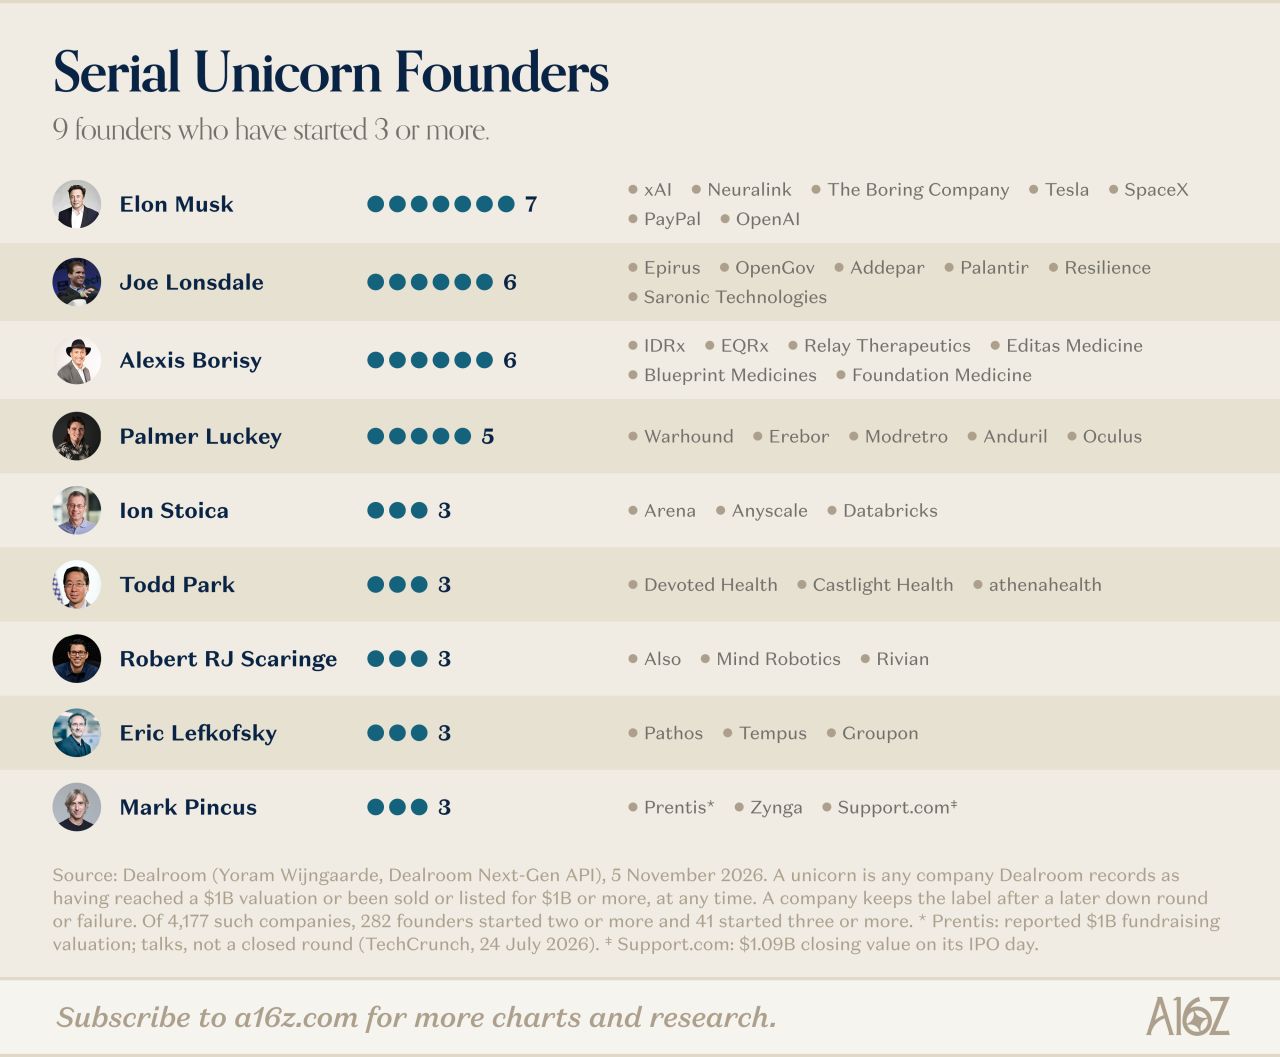 Serial Unicorn Founders
9 founders who have started 3 or more.
Elon Musk 7 xAI Neuralink The Boring Company Tesla SpaceX
PayPal OpenAI
Joe Lonsdale 6 Epirus OpenGov Addepar Palantir Resilience
Saronic Technologies
Alexis Borisy 6 IDRx EQRx Relay Therapeutics Editas Medicine
Blueprint Medicines Foundation Medicine
Palmer Luckey 5 Warhound Erebor Modretro Anduril Oculus
Ion Stoica 3 Arena Anyscale Databricks
Todd Park 3 Devoted Health Castlight Health athenahealth
Robert RJ Scaringe 3 Also Mind Robotics Rivian
Eric Lefkofsky 3 Pathos Tempus Groupon
Mark Pincus 3 Prentis* Zynga Support.com‡
Source: Dealroom (Yoram Wijngaarde, Dealroom Next-Gen API), 5 November 2026. A unicorn is any company Dealroom records as
having reached a $1B valuation or been sold or listed for $1B or more, at any time. A company keeps the label after a later down round
or failure. Of 4,177 such companies, 282 founders started two or more and 41 started three or more. * Prentis: reported $1B fundraising
valuation; talks, not a closed round (TechCrunch, 24 July 2026). ‡ Support.com: $1.09B closing value on its IPO day.
Subscribe to a16z.com for more charts and research.
A16Z